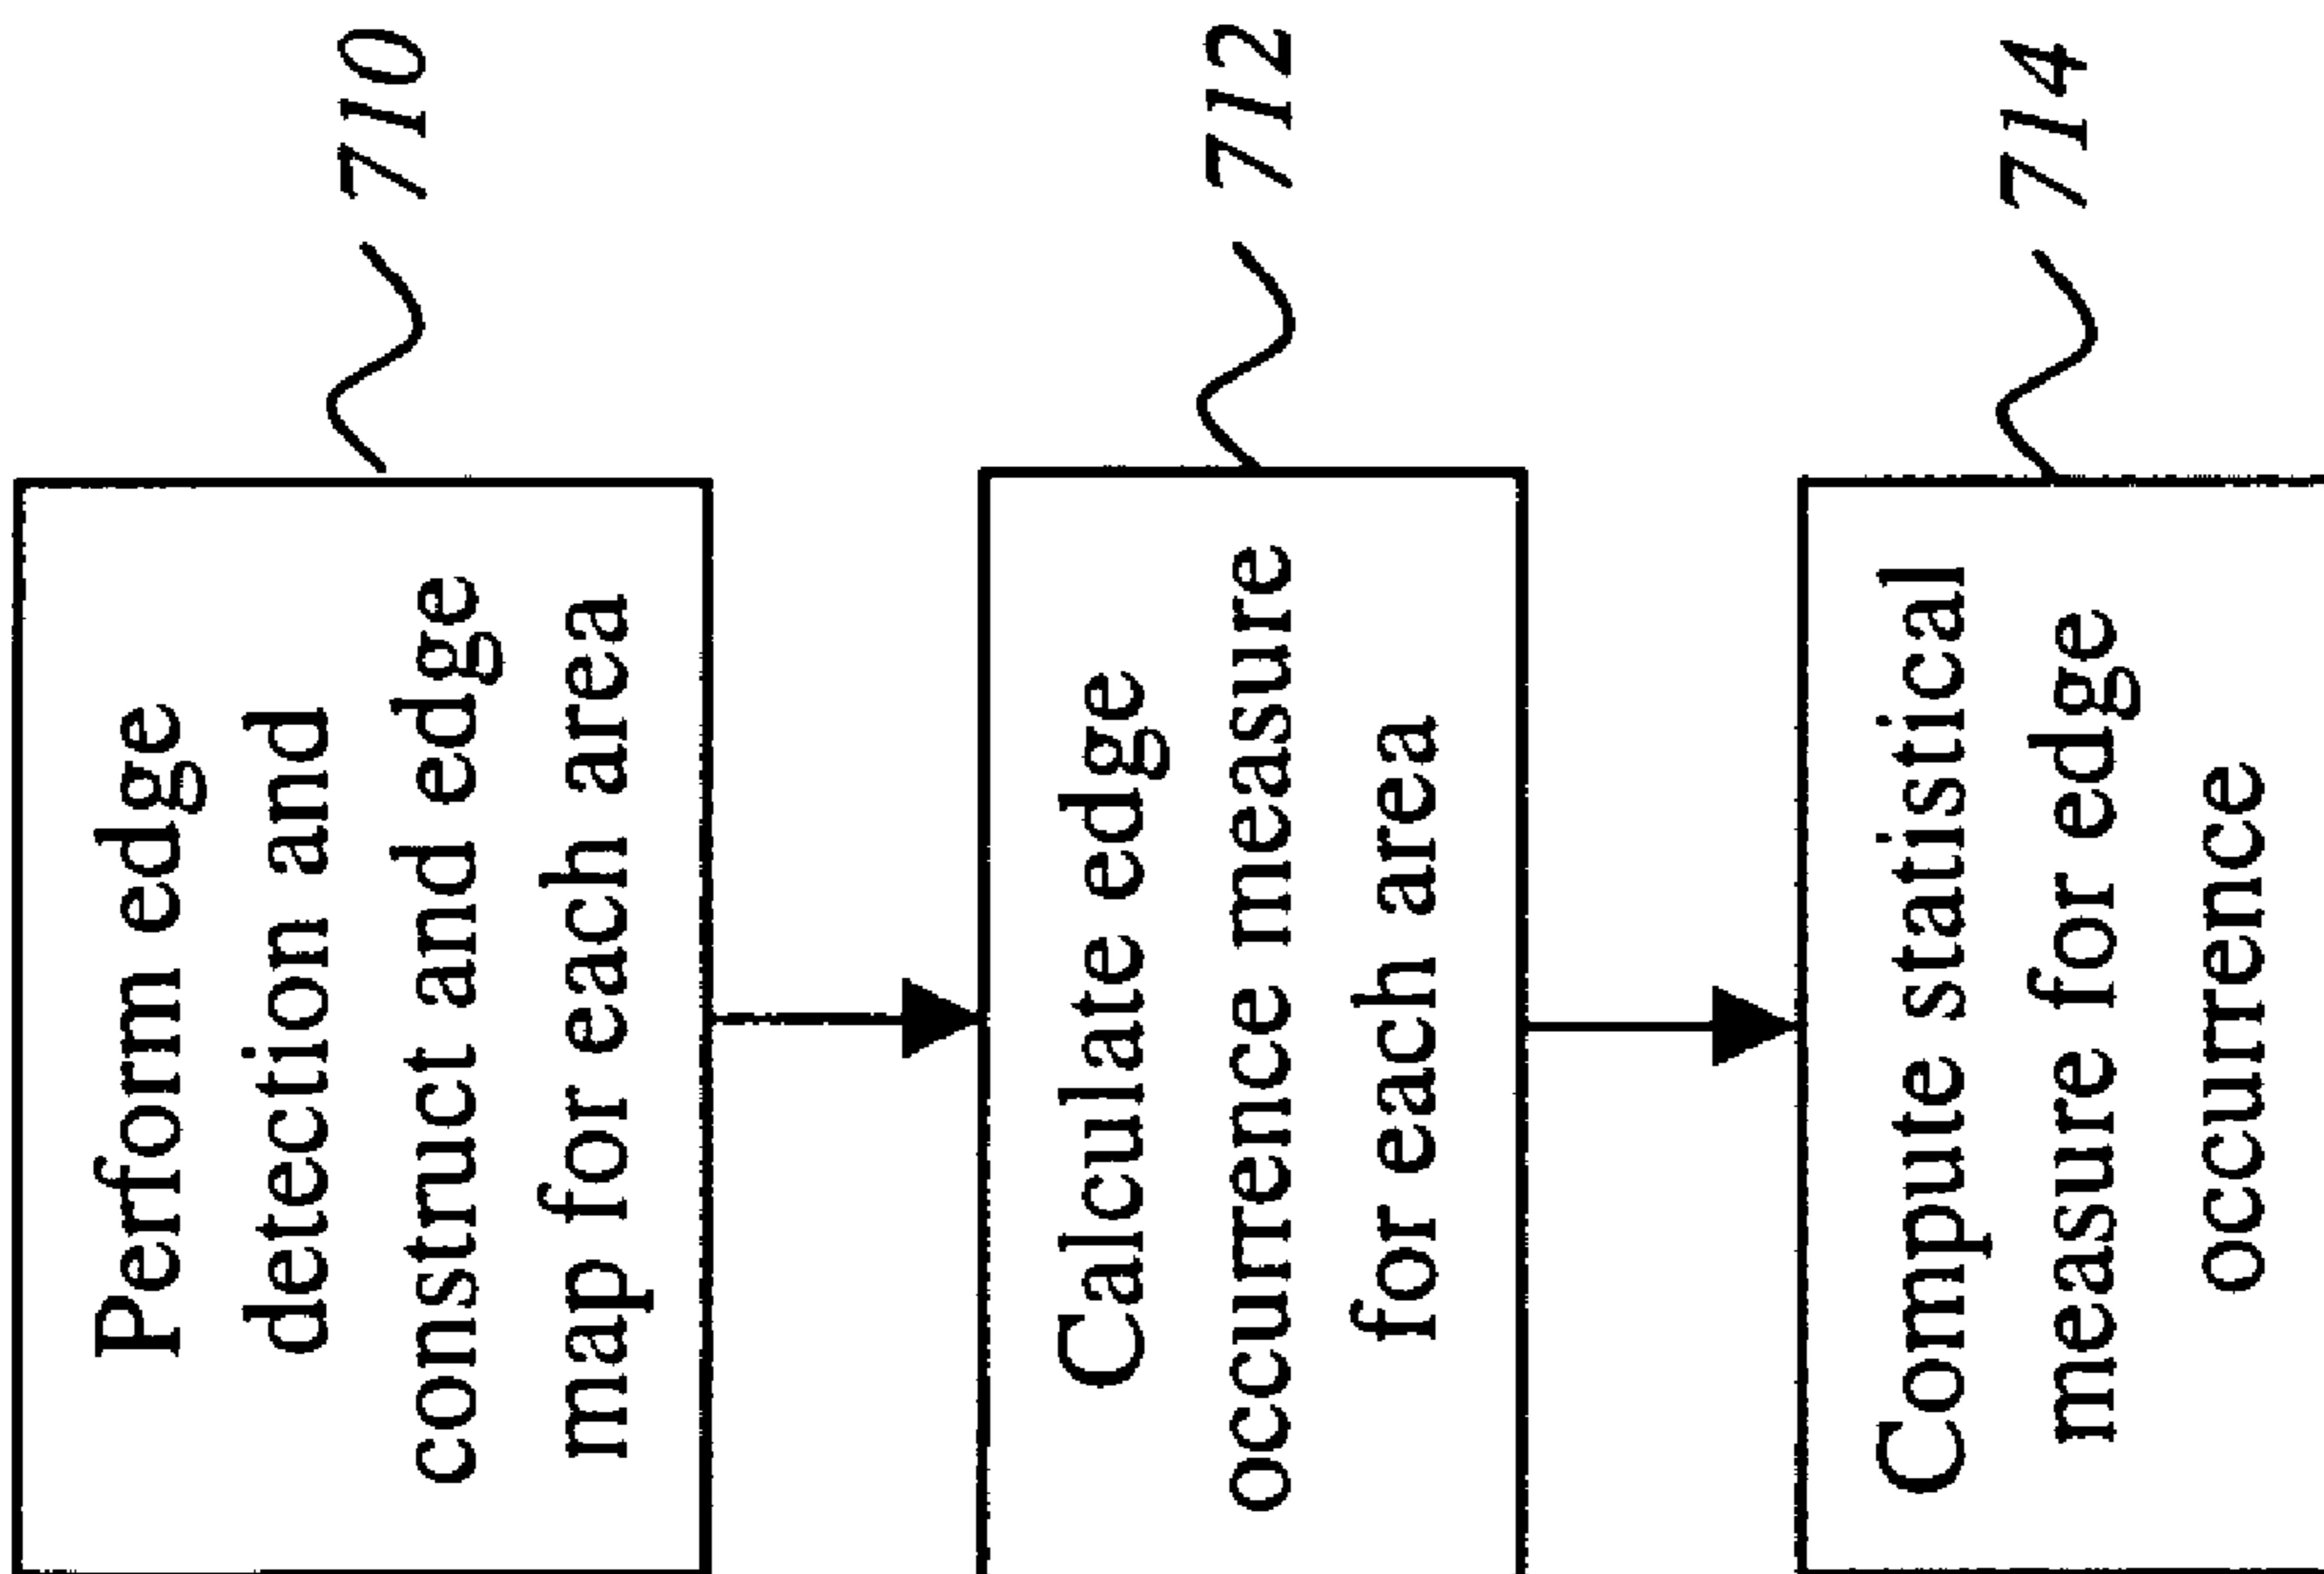 Perform edge
detection and
construct and edge
map for each area
710
Calculate edge
occurrence measure
for each area
712
Compute statistical
measure for edge
occurrence
714